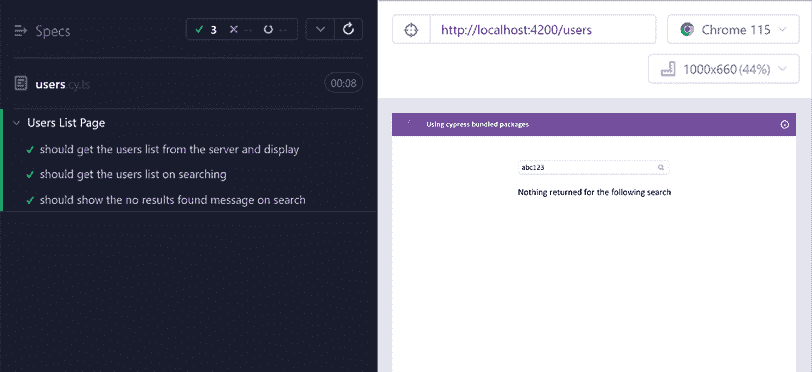 Specs
3
--
--
users.cy.ts
00:08
Users List Page
should get the users list from the server and display
should get the users list on searching
should show the no results found message on search
http://localhost:4200/users
Chrome 115
1000x660 (44%)
Using cypress bundled packages
abc123
Nothing returned for the following search